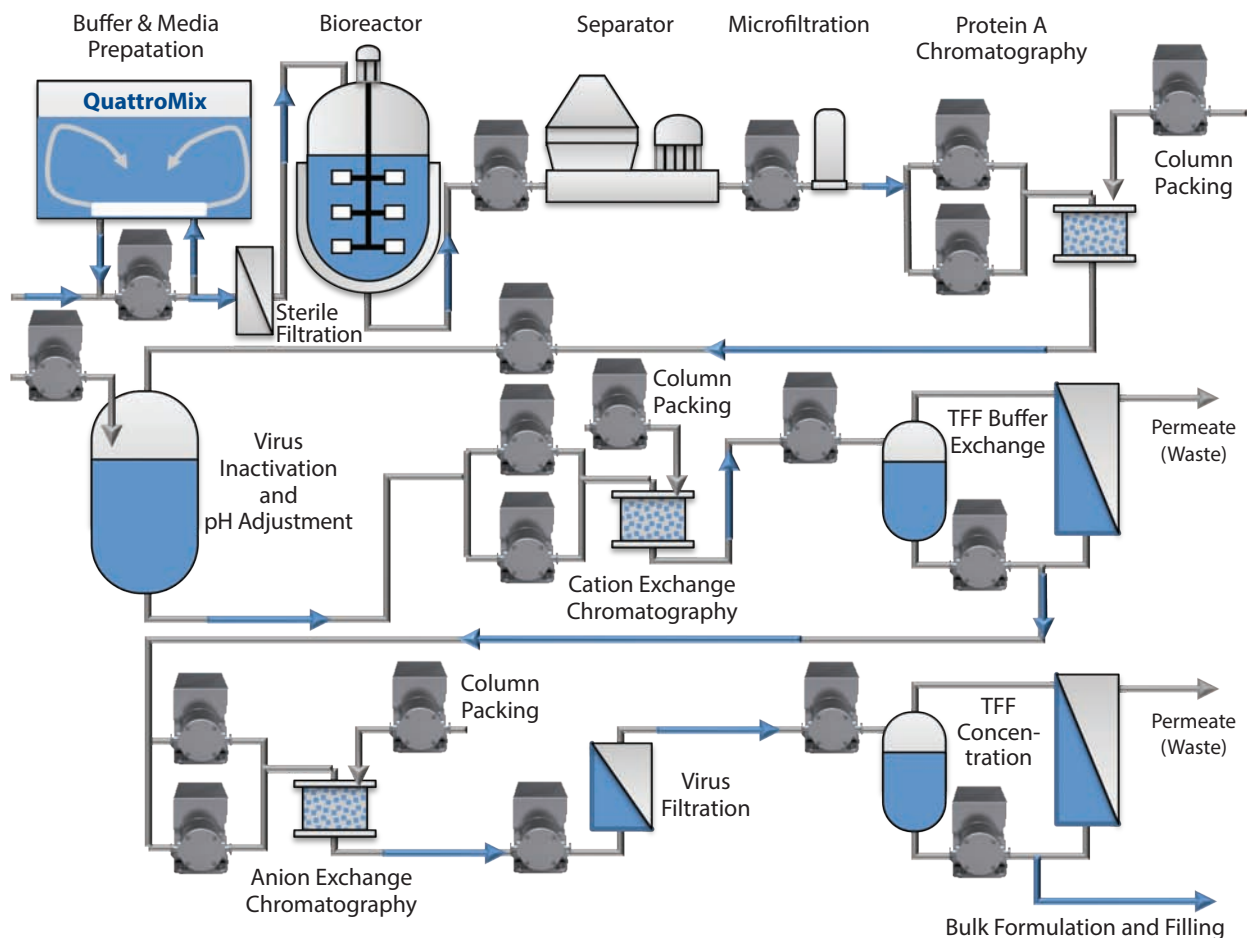 Buffer & Media
Prepatation
Bioreactor
Separator
Microfiltration
Protein A
Chromatography
QuattroMix
Column
Packing
Sterile
Filtration
Column
Packing
Virus
Inactivation
and
pH Adjustment
TFF Buffer
Exchange
Permeate
(Waste)
Cation Exchange
Chromatography
Column
Packing
TFF
Concen-
tration
Permeate
(Waste)
Virus
Filtration
Anion Exchange
Chromatography
Bulk Formulation and Filling